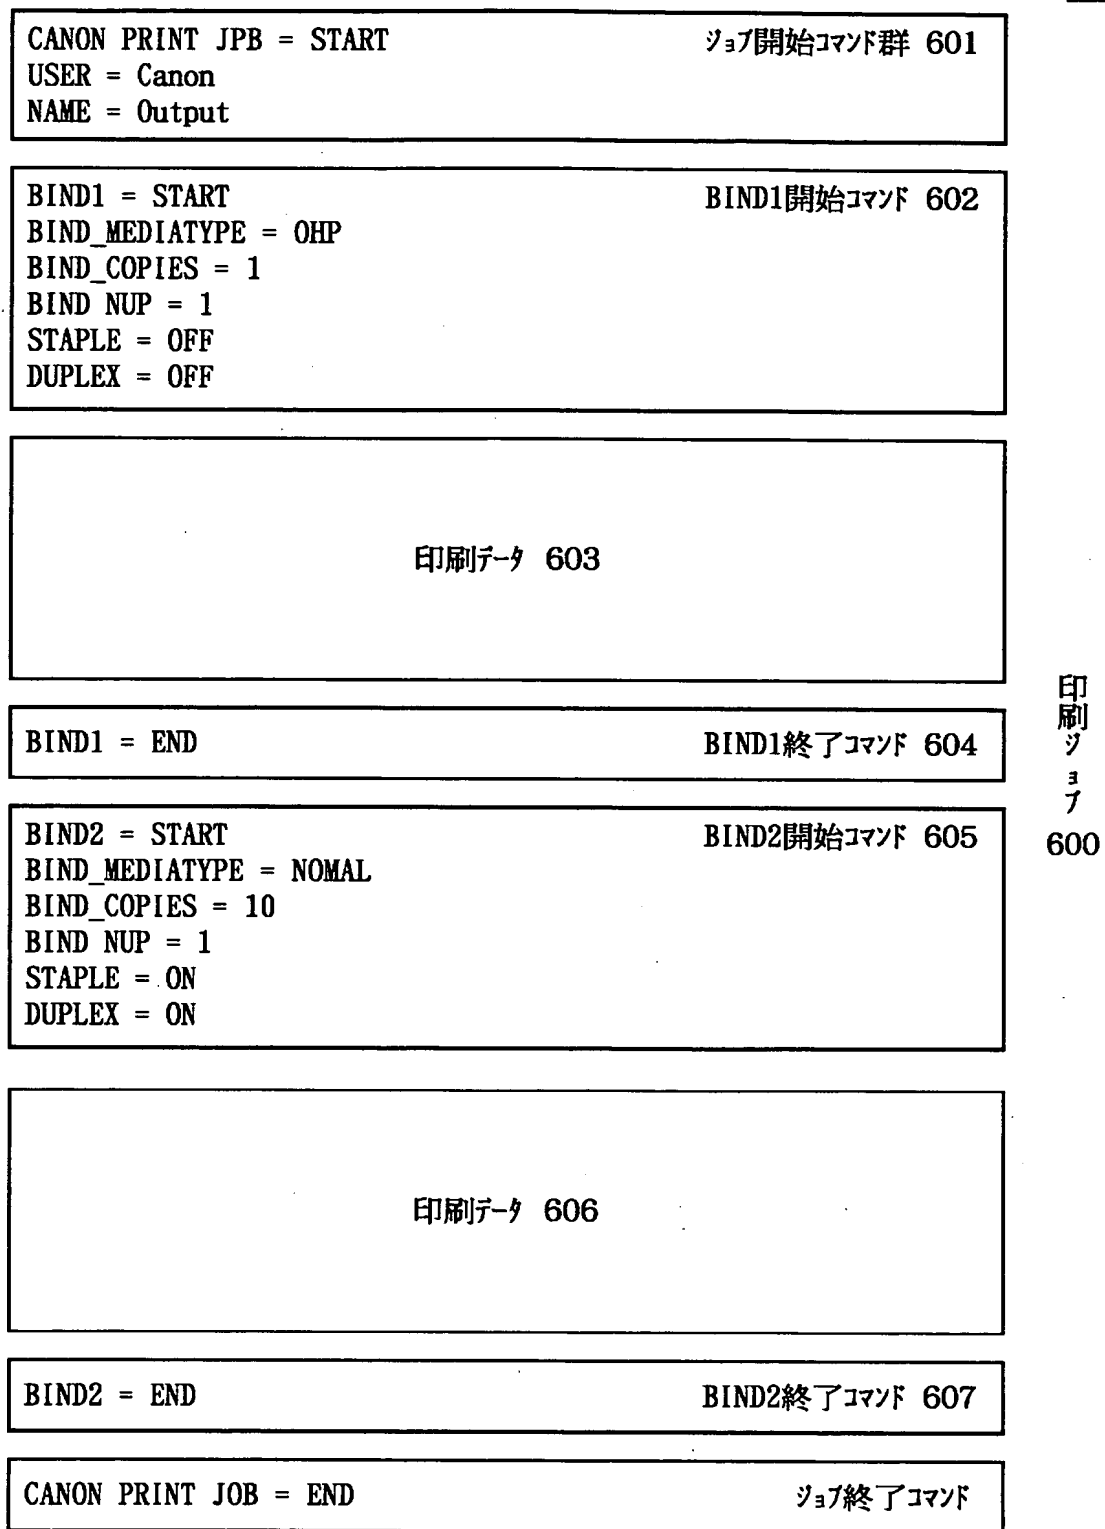 CANON PRINT JPB = START ジョブ開始コマンド群 601
USER = Canon
NAME = Output
BIND1 = START BIND1開始コマンド 602
BIND_MEDIATYPE = OHP
BIND_COPIES = 1
BIND NUP = 1
STAPLE = OFF
DUPLEX = OFF
印刷データ 603
BIND1 = END BIND1終了コマンド 604
BIND2 = START BIND2開始コマンド 605
BIND_MEDIATYPE = NOMAL
BIND_COPIES = 10
BIND NUP = 1
STAPLE = ON
DUPLEX = ON
印刷データ 606
BIND2 = END BIND2終了コマンド 607
CANON PRINT JOB = END ジョブ終了コマンド
印刷ジョブ
600